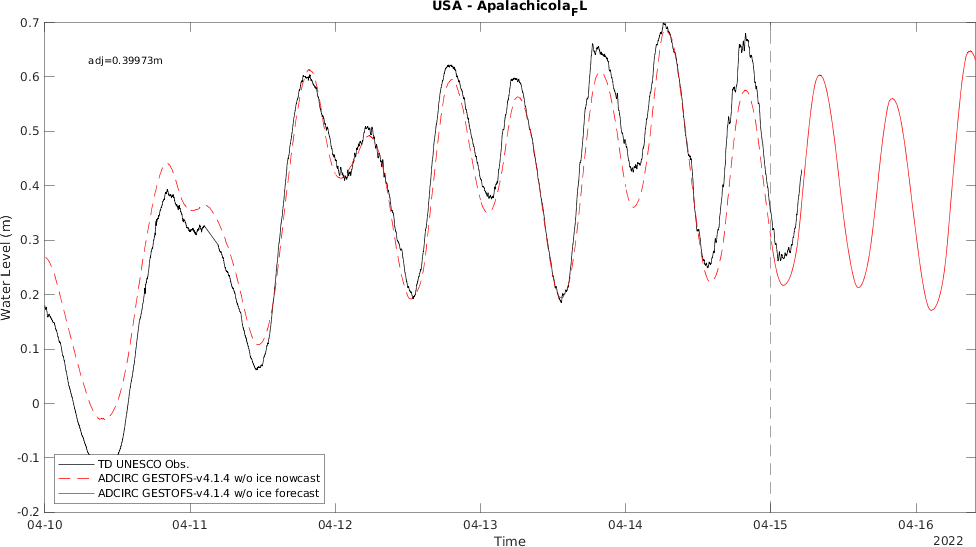 USA - Apalachicola_FL
adj=0.39973m
0.7
0.6
0.5
0.4
0.3
0.2
0.1
0
-0.1
-0.2
Water Level (m)
TD UNESCO Obs.
ADCIRC GESTOFS-v4.1.4 w/o ice nowcast
ADCIRC GESTOFS-v4.1.4 w/o ice forecast
04-10 04-11 04-12 04-13 04-14 04-15 04-16
Time
2022